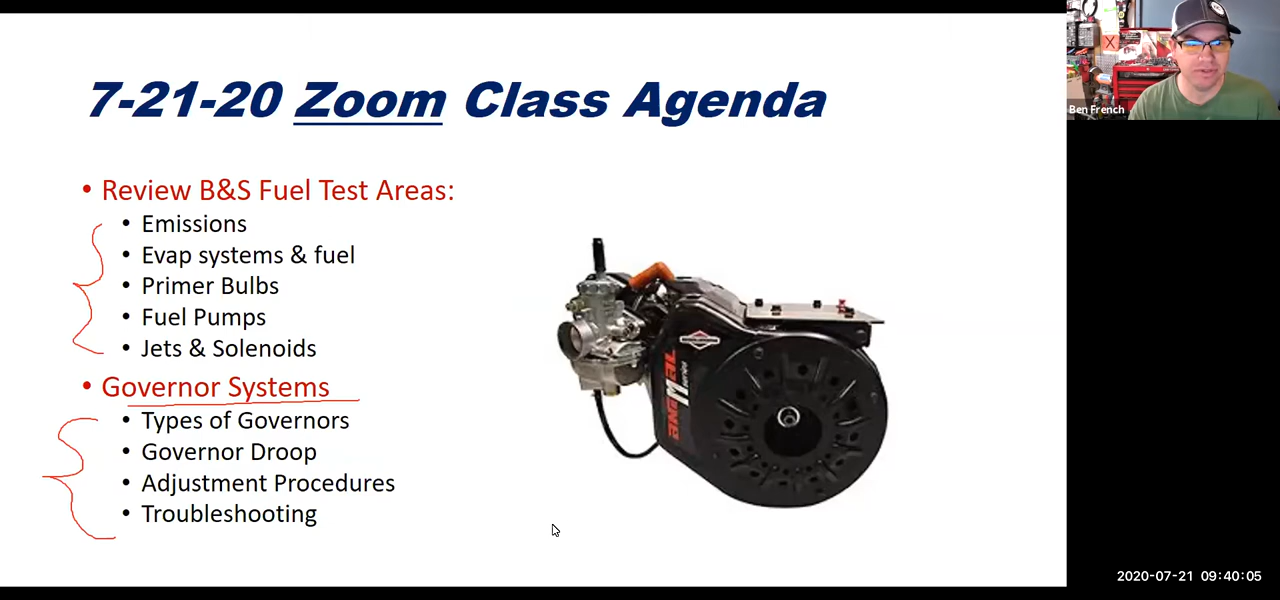 7-21-20 Zoom Class Agenda
• Review B&S Fuel Test Areas:
• Emissions
• Evap systems & fuel
• Primer Bulbs
• Fuel Pumps
• Jets & Solenoids
• Governor Systems
• Types of Governors
• Governor Droop
• Adjustment Procedures
• Troubleshooting
ANIMAL
Ben French
2020-07-21 09:40:05